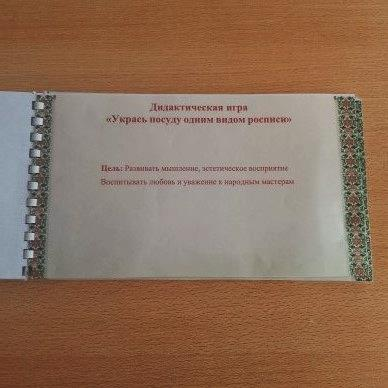 Дидактическая игра
«Укрась посуду одним видом росписи»
Цель: Развивать мышление, эстетическое восприятие
Воспитывать любовь и уважение к народным мастерам